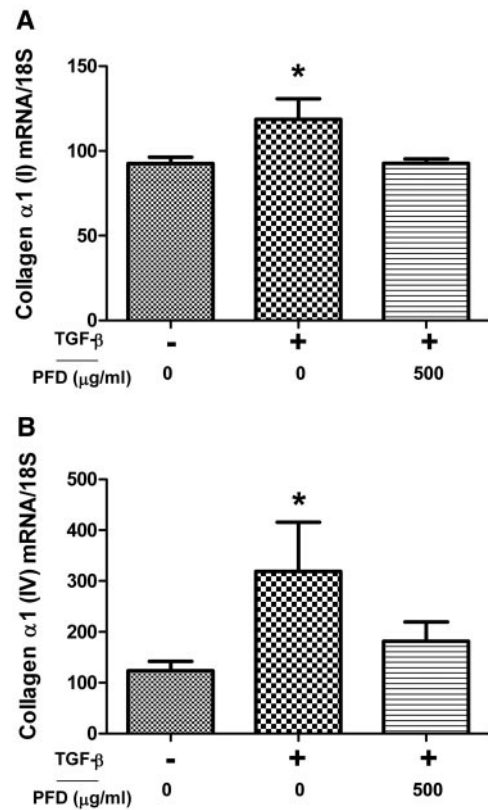 A
Collagen α1 (I) mRNA/18S
150
100
50
0
*
TGF-β - + +
PFD (μg/ml) 0 0 500
B
Collagen α1 (IV) mRNA/18S
500
400
300
200
100
0
*
TGF-β - + +
PFD (μg/ml) 0 0 500